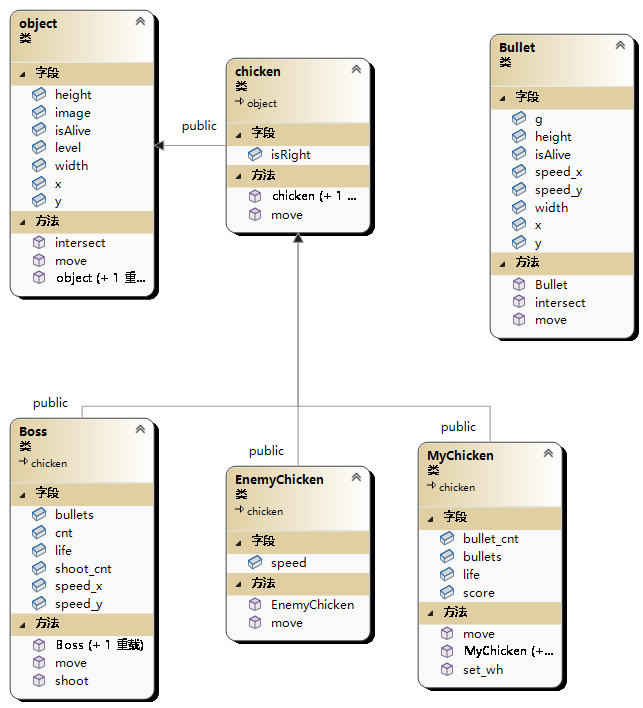 object
类
字段
height
image
isAlive
level
width
x
y
方法
intersect
move
object (+ 1 重...
public
chicken
类
object
字段
isRight
方法
chicken (+ 1 ...
move
Bullet
类
字段
g
height
isAlive
speed_x
speed_y
width
x
y
方法
Bullet
intersect
move
public
Boss
类
chicken
字段
bullets
cnt
life
shoot_cnt
speed_x
speed_y
方法
Boss (+ 1 重载)
move
shoot
public
EnemyChicken
类
chicken
字段
speed
方法
EnemyChicken
move
public
MyChicken
类
chicken
字段
bullet_cnt
bullets
life
score
方法
move
MyChicken (+...
set_wh